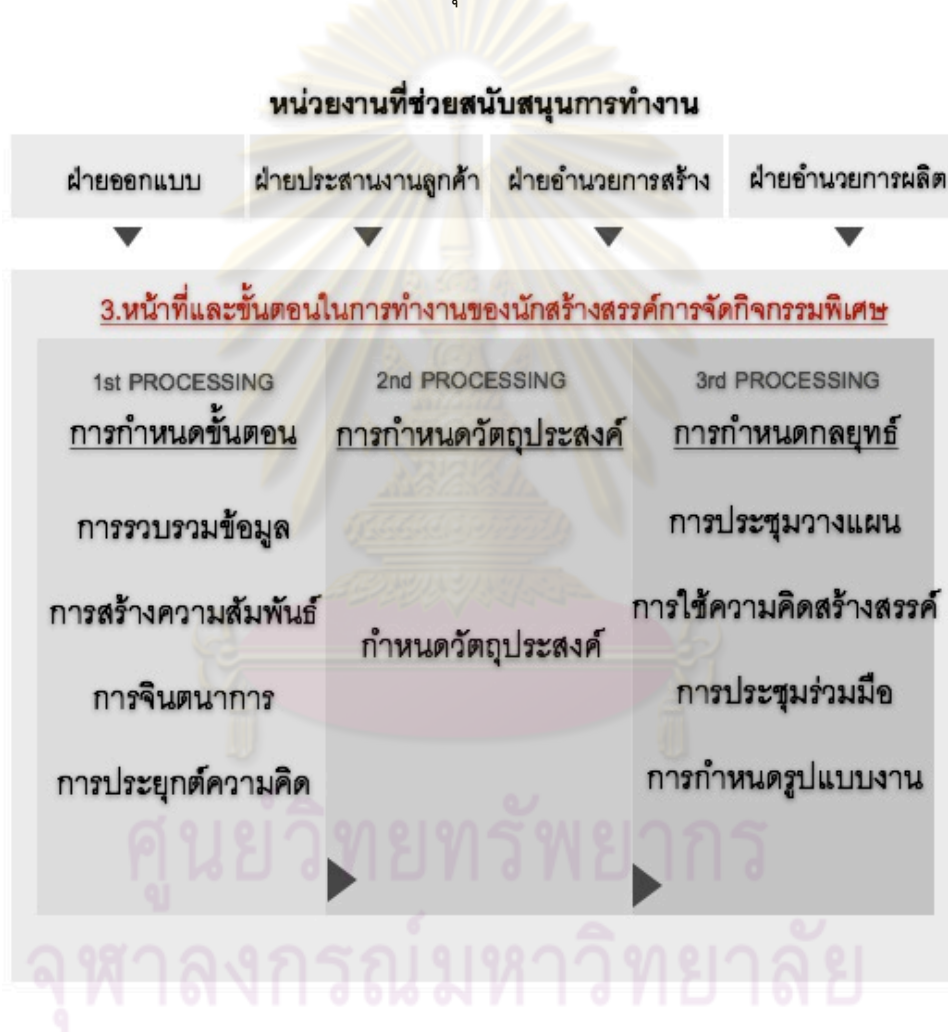 หน่วยงานที่ช่วยสนับสนุนการทำงาน
ฝ่ายออกแบบ ฝ่ายประสานงานลูกค้า ฝ่ายอำนวยการสร้าง ฝ่ายอำนวยการผลิต
3.หน้าที่และขั้นตอนในการทำงานของนักสร้างสรรค์การจัดกิจกรรมพิเศษ
1st PROCESSING
การกำหนดขั้นตอน
การรวบรวมข้อมูล
การสร้างความสัมพันธ์
การจินตนาการ
การประยุกต์ความคิด
2nd PROCESSING
การกำหนดวัตถุประสงค์
กำหนดวัตถุประสงค์
3rd PROCESSING
การกำหนดกลยุทธ์
การประชุมวางแผน
การใช้ความคิดสร้างสรรค์
การประชุมร่วมมือ
การกำหนดรูปแบบงาน
ศูนย์วิทยทรัพยากร
จุฬาลงกรณ์มหาวิทยาลัย